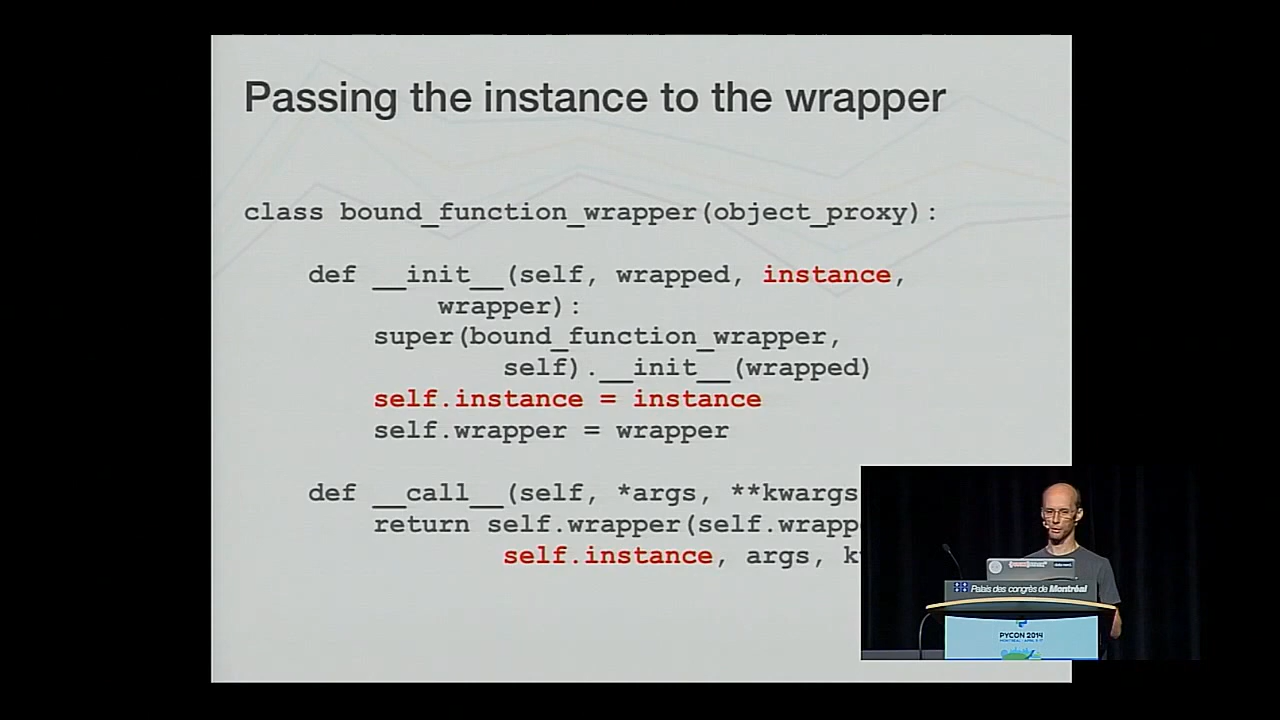 Passing the instance to the wrapper
class bound_function_wrapper(object_proxy):
def __init__(self, wrapped, instance,
wrapper):
super(bound_function_wrapper,
self).__init__(wrapped)
self.instance = instance
self.wrapper = wrapper
def __call__(self, *args, **kwargs
return self.wrapper(self.wrapp
self.instance, args, k
Palais des congrès de Montréal
PYCON 2014